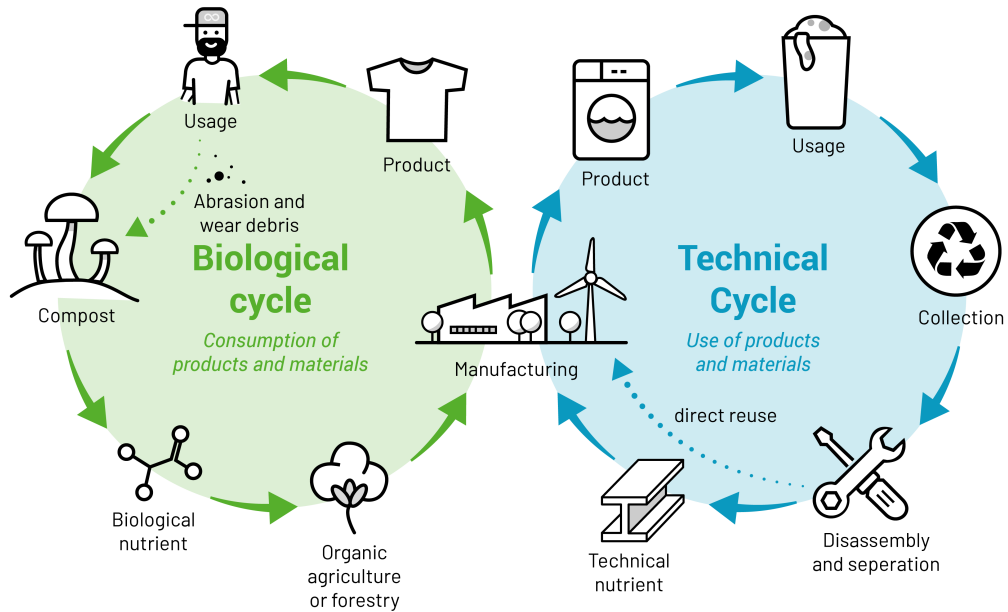 Usage
Product
Abrasion and
wear debris
Biological
cycle
Consumption of
products and materials
Compost
Biological
nutrient
Organic
agriculture
or forestry
Manufacturing
Product
Usage
Technical
Cycle
Use of products
and materials
Collection
direct reuse
Disassembly
and seperation
Technical
nutrient